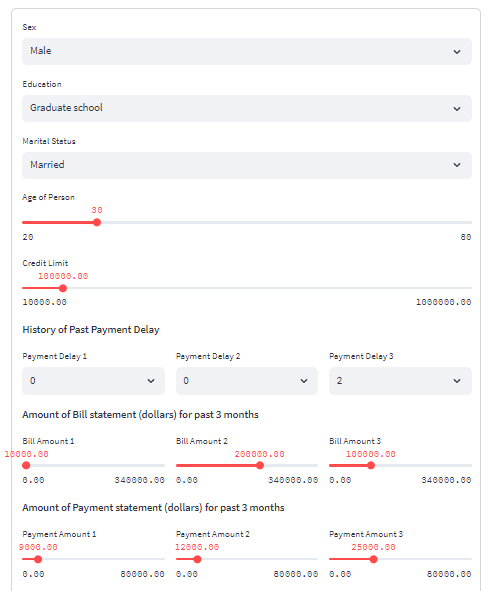 Sex
Male
Education
Graduate school
Marital Status
Married
Age of Person
30
20 80
Credit Limit
100000.00
10000.00 1000000.00
History of Past Payment Delay
Payment Delay 1 Payment Delay 2 Payment Delay 3
0 0 2
Amount of Bill statement (dollars) for past 3 months
Bill Amount 1 Bill Amount 2 Bill Amount 3
10000.00 200000.00 100000.00
0.00 340000.00 0.00 340000.00 0.00 340000.00
Amount of Payment statement (dollars) for past 3 months
Payment Amount 1 Payment Amount 2 Payment Amount 3
9000.00 12000.00 25000.00
0.00 80000.00 0.00 80000.00 0.00 80000.00